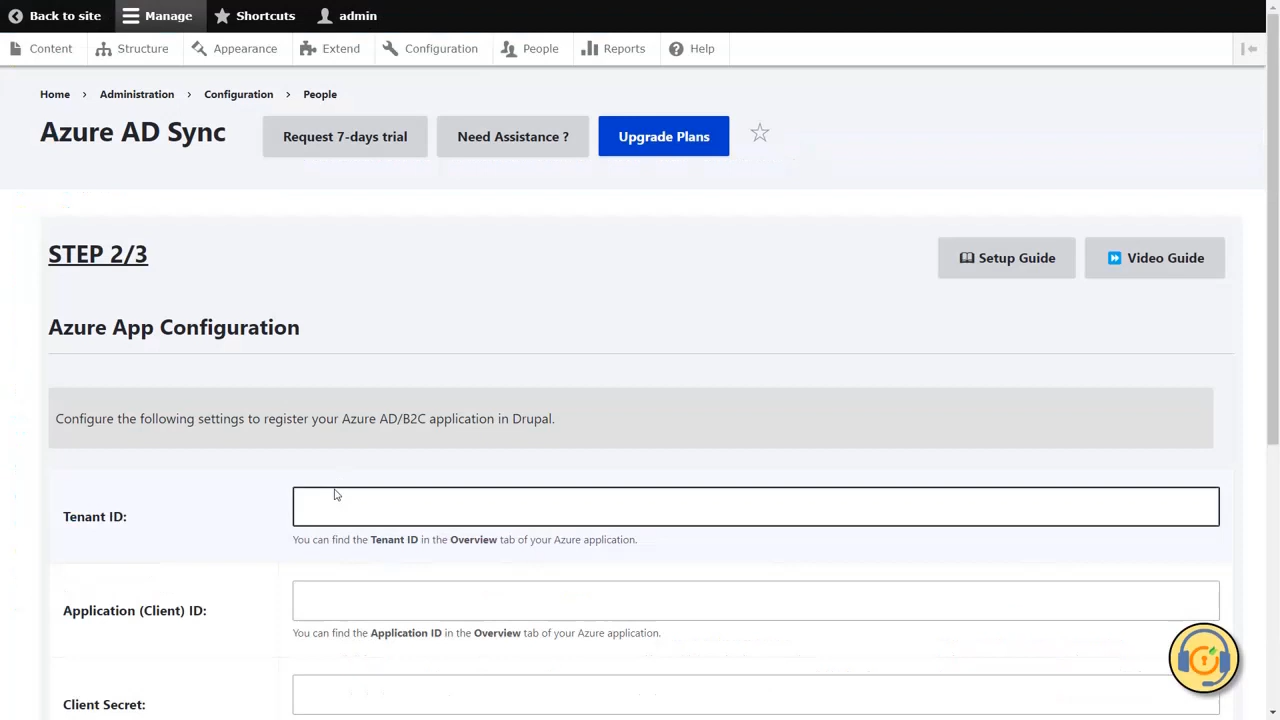 Back to site Manage Shortcuts admin
Content Structure Appearance Extend Configuration People Reports Help
Home › Administration › Configuration › People
Azure AD Sync Request 7-days trial Need Assistance ? Upgrade Plans
STEP 2/3 Setup Guide Video Guide
Azure App Configuration
Configure the following settings to register your Azure AD/B2C application in Drupal.
Tenant ID:
You can find the Tenant ID in the Overview tab of your Azure application.
Application (Client) ID:
You can find the Application ID in the Overview tab of your Azure application.
Client Secret: